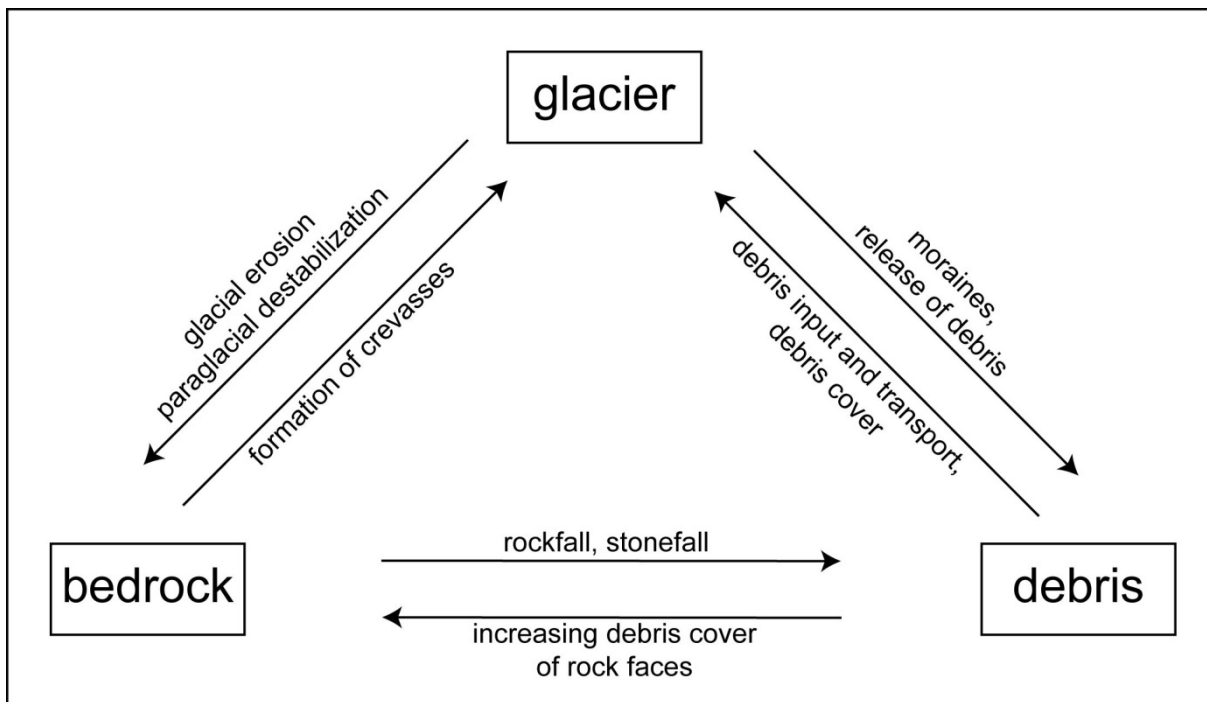 glacier
glacial erosion
paraglacial destabilization
formation of crevasses
moraines,
release of debris
debris input and transport,
debris cover
rockfall, stonefall
bedrock
debris
increasing debris cover
of rock faces